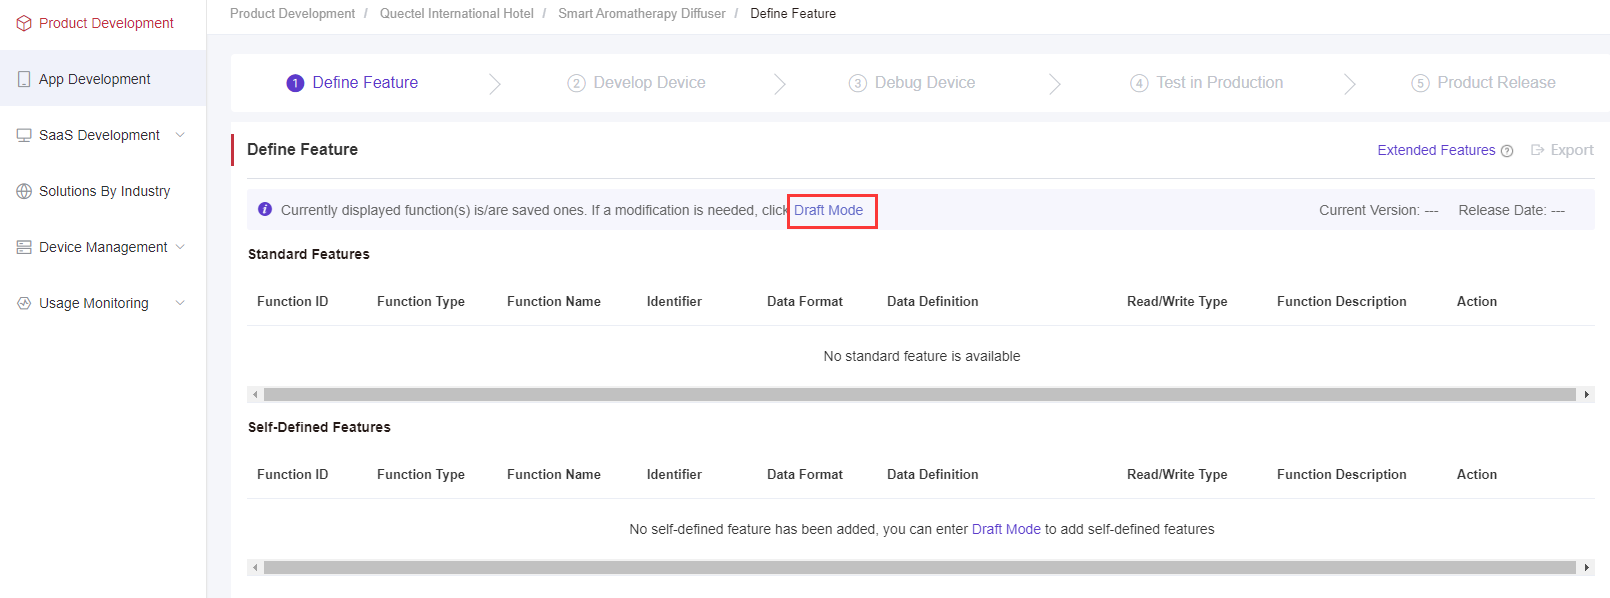 Product Development
App Development
SaaS Development
Solutions By Industry
Device Management
Usage Monitoring
Product Development / Quectel International Hotel / Smart Aromatherapy Diffuser / Define Feature
1 Define Feature 2 Develop Device 3 Debug Device 4 Test in Production 5 Product Release
Define Feature Extended Features ? Export
i Currently displayed function(s) is/are saved ones. If a modification is needed, click Draft Mode Current Version: --- Release Date: ---
Standard Features
Function ID Function Type Function Name Identifier Data Format Data Definition Read/Write Type Function Description Action
No standard feature is available
Self-Defined Features
Function ID Function Type Function Name Identifier Data Format Data Definition Read/Write Type Function Description Action
No self-defined feature has been added, you can enter Draft Mode to add self-defined features